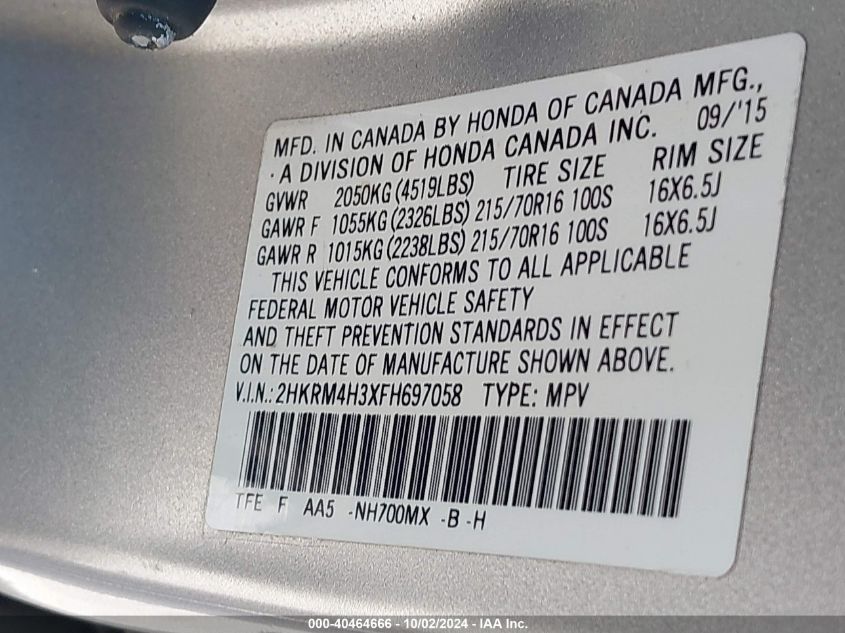 MFD. IN CANADA BY HONDA OF CANADA MFG.,
· A DIVISION OF HONDA CANADA INC. 09/'15
GVWR 2050KG (4519LBS) TIRE SIZE RIM SIZE
GAWR F 1055KG (2326LBS) 215/70R16 100S 16X6.5J
GAWR R 1015KG (2238LBS) 215/70R16 100S 16X6.5J
THIS VEHICLE CONFORMS TO ALL APPLICABLE
FEDERAL MOTOR VEHICLE SAFETY
AND THEFT PREVENTION STANDARDS IN EFFECT
ON THE DATE OF MANUFACTURE SHOWN ABOVE.
V.I.N.: 2HKRM4H3XFH697058 TYPE: MPV
TFE F AA5 -NH700MX -B -H
000-40464666 - 10/02/2024 - IAA Inc.